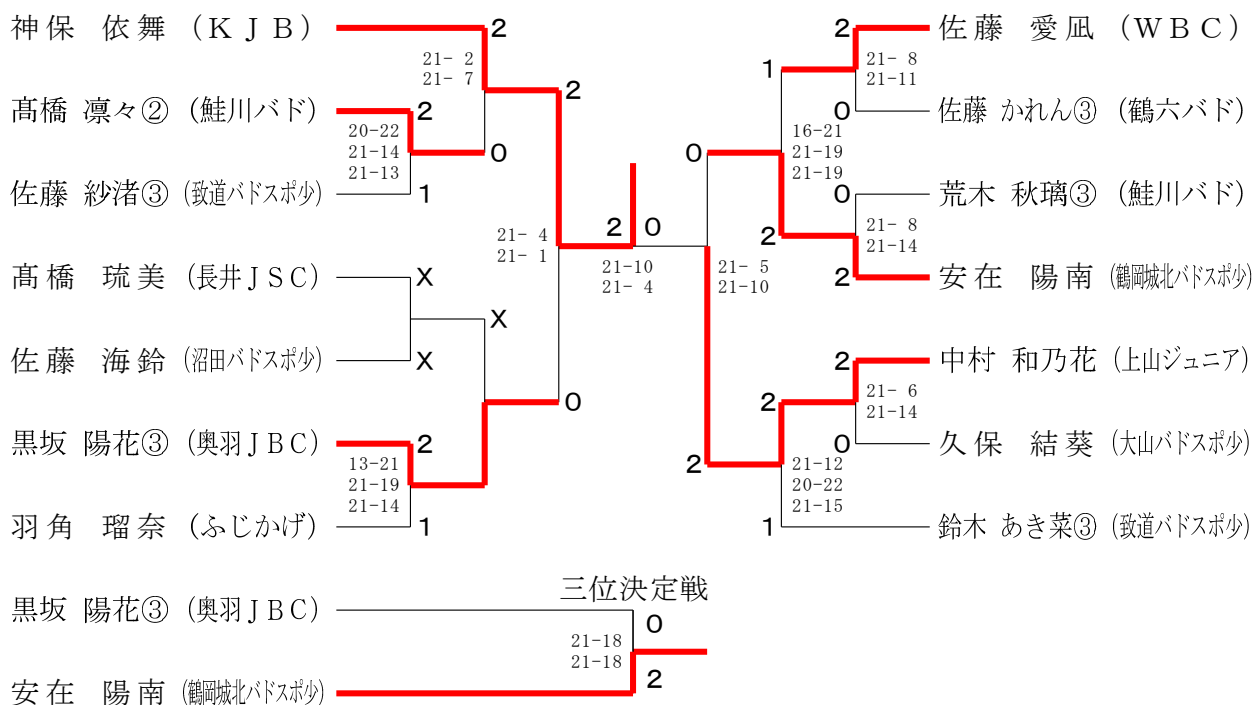 神保 依舞 (ＫＪＢ)
2
21- 2
21- 7
2
髙橋 凛々② (鮭川バド)
2
20-22
21-14
21-13
0
佐藤 紗渚③ (致道バドスポ少)
1
21- 4
21- 1
髙橋 琉美 (長井ＪＳＣ)
X
X
佐藤 海鈴 (沼田バドスポ少)
X
0
黒坂 陽花③ (奥羽ＪＢＣ)
2
13-21
21-19
21-14
羽角 瑠奈 (ふじかげ)
1
2 0
21-10
21- 4
2
佐藤 愛凪 (ＷＢＣ)
1
21- 8
21-11
0
佐藤 かれん③ (鶴六バド)
0
16-21
21-19
21-19
0
荒木 秋璃③ (鮭川バド)
2
21- 8
21-14
2
安在 陽南 (鶴岡城北バドスポ少)
21- 5
21-10
2
中村 和乃花 (上山ジュニア)
2
21- 6
21-14
0
久保 結葵 (大山バドスポ少)
2
21-12
20-22
21-15
1
鈴木 あき菜③ (致道バドスポ少)
三位決定戦
黒坂 陽花③ (奥羽ＪＢＣ)
0
21-18
21-18
2
安在 陽南 (鶴岡城北バドスポ少)